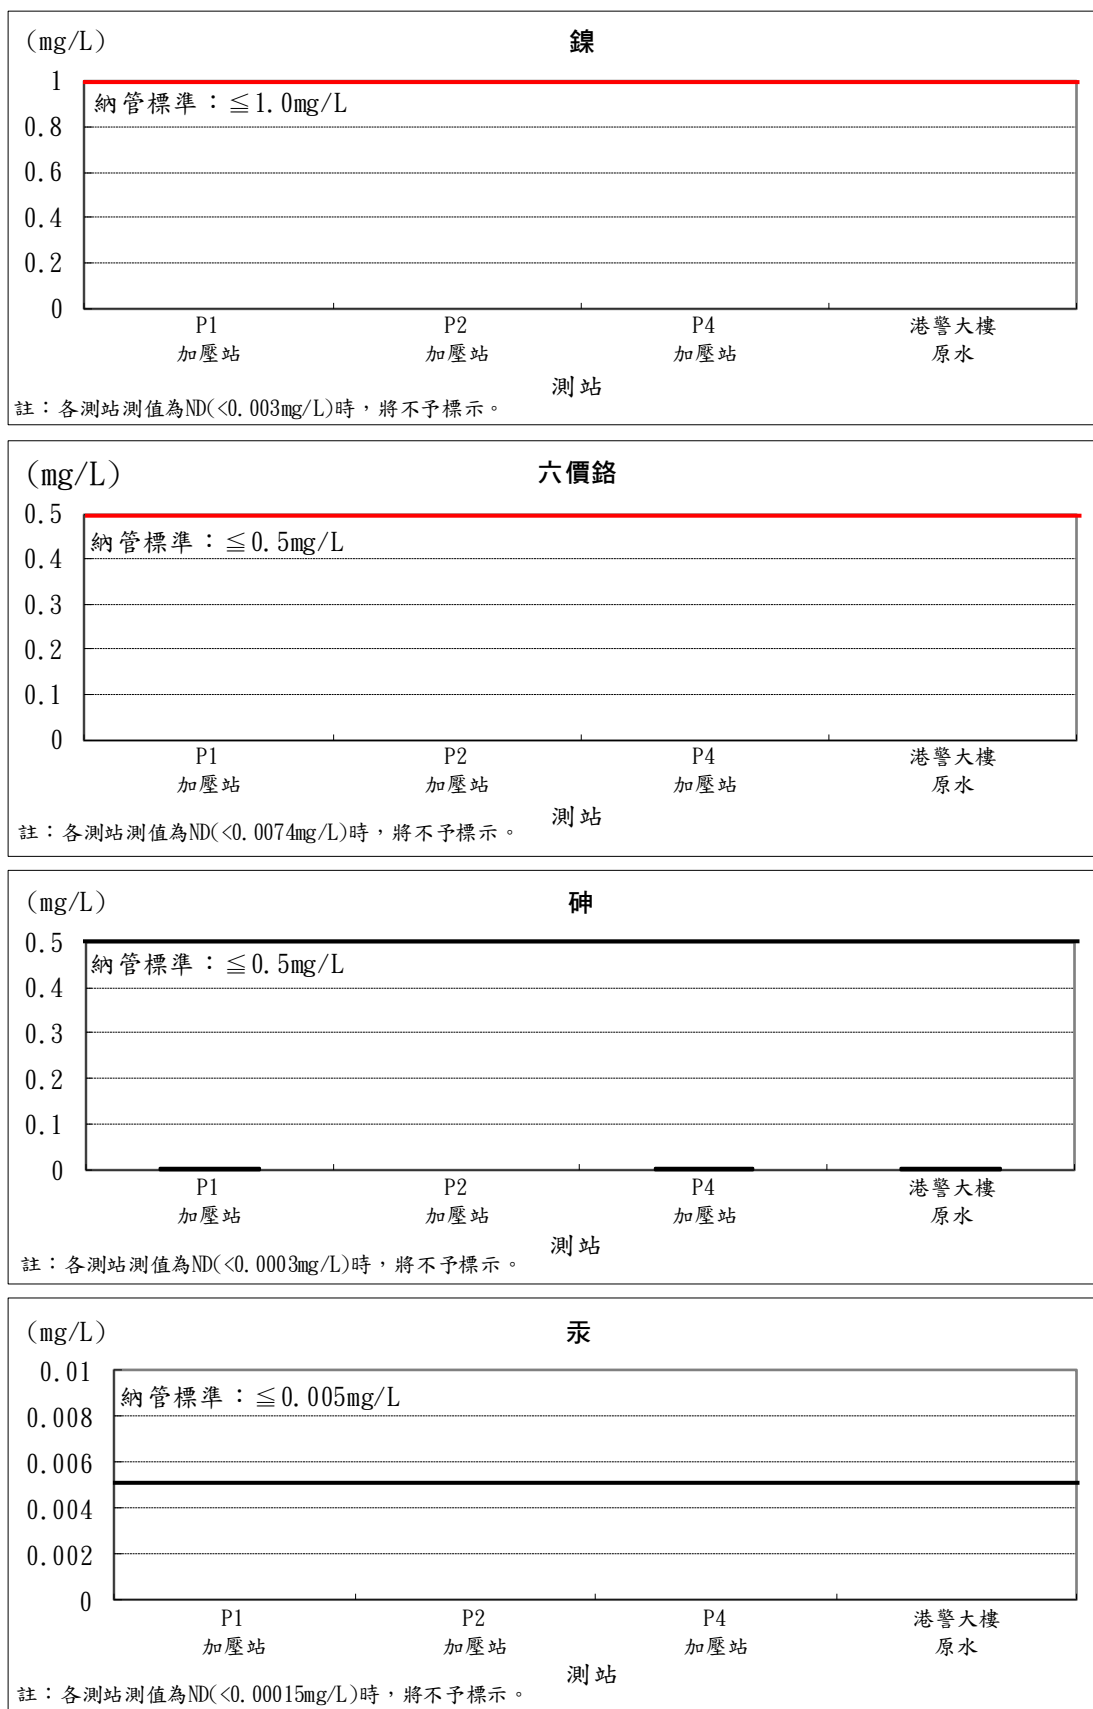 (mg/L)
鎳
1
納管標準：≦1.0mg/L
0.8
0.6
0.4
0.2
0
P1
加壓站
P2
加壓站
P4
加壓站
港警大樓
原水
測站
註：各測站測值為ND(<0.003mg/L)時，將不予標示。
(mg/L)
六價鉻
0.5
納管標準：≦0.5mg/L
0.4
0.3
0.2
0.1
0
P1
加壓站
P2
加壓站
P4
加壓站
港警大樓
原水
測站
註：各測站測值為ND(<0.0074mg/L)時，將不予標示。
(mg/L)
砷
0.5
納管標準：≦0.5mg/L
0.4
0.3
0.2
0.1
0
P1
加壓站
P2
加壓站
P4
加壓站
港警大樓
原水
測站
註：各測站測值為ND(<0.0003mg/L)時，將不予標示。
(mg/L)
汞
0.01
納管標準：≦0.005mg/L
0.008
0.006
0.004
0.002
0
P1
加壓站
P2
加壓站
P4
加壓站
港警大樓
原水
測站
註：各測站測值為ND(<0.00015mg/L)時，將不予標示。